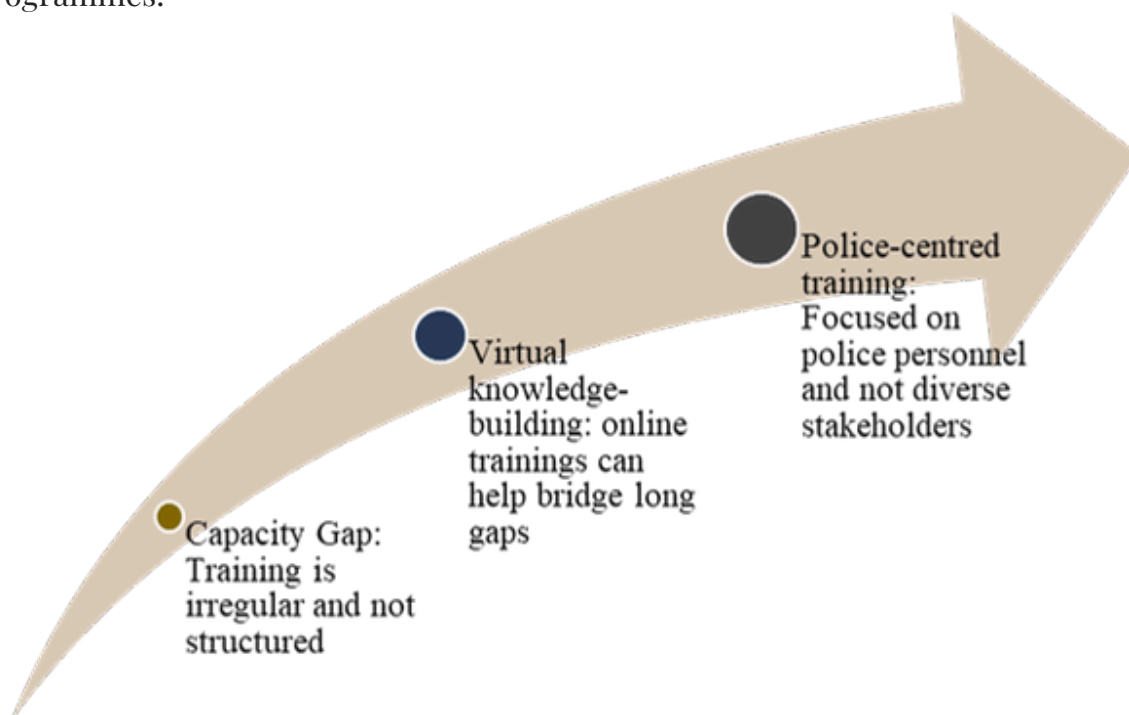 ogrammes.
Capacity Gap:
Training is
irregular and not
structured
Virtual
knowledge-
building: online
trainings can
help bridge long
gaps
Police-centred
training:
Focused on
police personnel
and not diverse
stakeholders